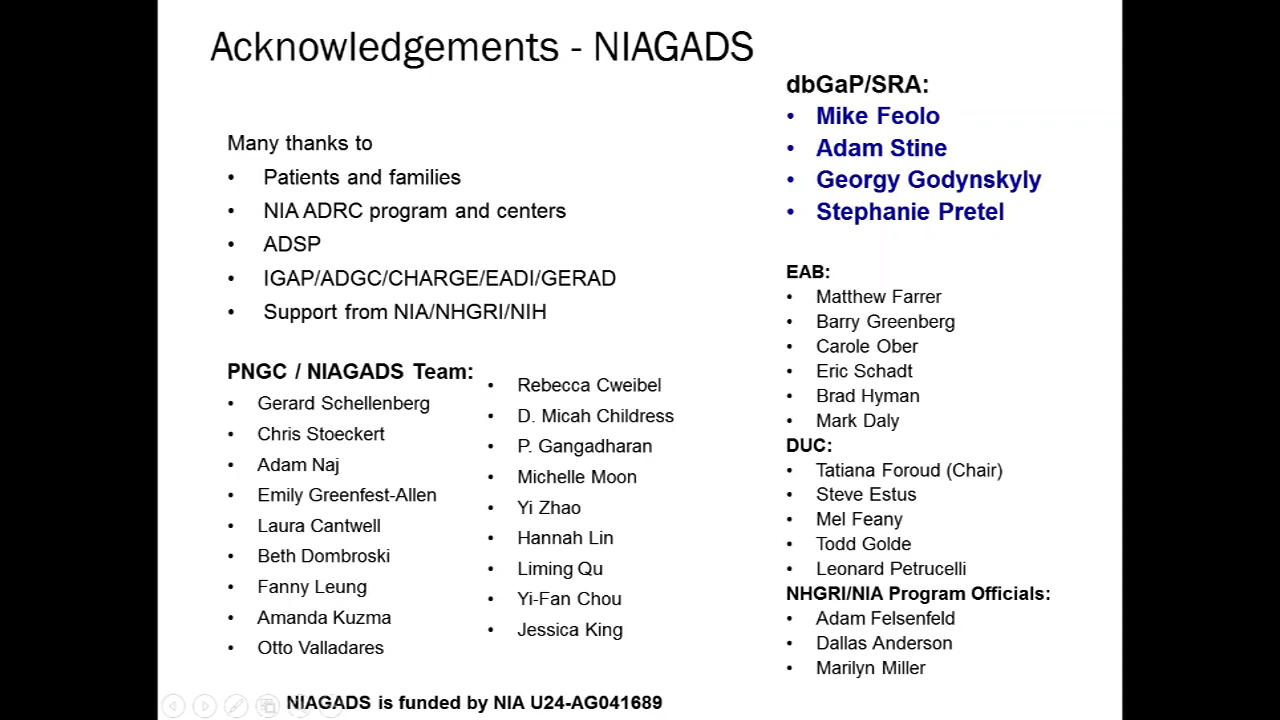 Acknowledgements - NIAGADS
Many thanks to
• Patients and families
• NIA ADRC program and centers
• ADSP
• IGAP/ADGC/CHARGE/EADI/GERAD
• Support from NIA/NHGRI/NIH
PNGC / NIAGADS Team:
• Gerard Schellenberg
• Chris Stoeckert
• Adam Naj
• Emily Greenfest-Allen
• Laura Cantwell
• Beth Dombroski
• Fanny Leung
• Amanda Kuzma
• Otto Valladares
• Rebecca Cweibel
• D. Micah Childress
• P. Gangadharan
• Michelle Moon
• Yi Zhao
• Hannah Lin
• Liming Qu
• Yi-Fan Chou
• Jessica King
dbGaP/SRA:
• Mike Feolo
• Adam Stine
• Georgy Godynskyly
• Stephanie Pretel
EAB:
• Matthew Farrer
• Barry Greenberg
• Carole Ober
• Eric Schadt
• Brad Hyman
• Mark Daly
DUC:
• Tatiana Foroud (Chair)
• Steve Estus
• Mel Feany
• Todd Golde
• Leonard Petrucelli
NHGRI/NIA Program Officials:
• Adam Felsenfeld
• Dallas Anderson
• Marilyn Miller
NIAGADS is funded by NIA U24-AG041689